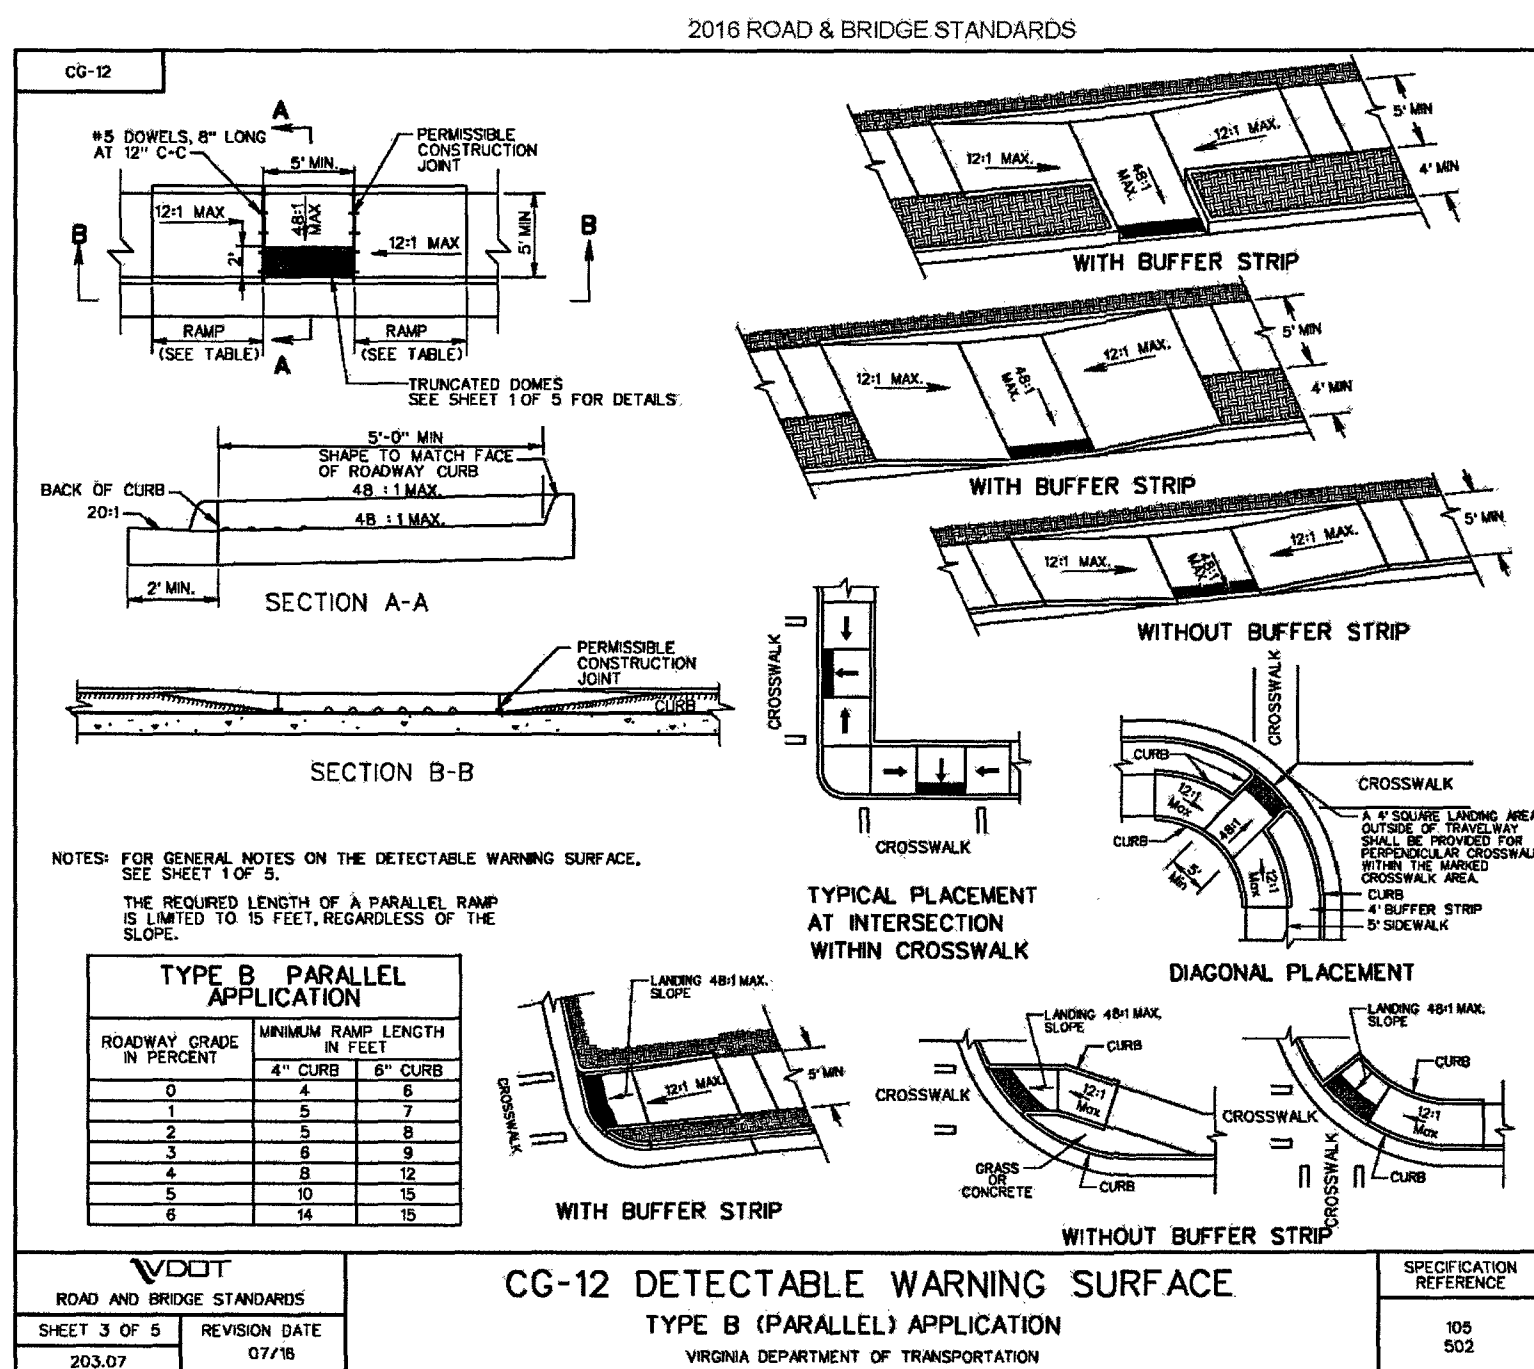 2016 ROAD & BRIDGE STANDARDS
CG-12
A
#5 DOWELS, 8" LONG
AT 12" C-C
PERMISSIBLE
CONSTRUCTION
JOINT
5' MIN.
12:1 MAX
48:1
MAX
12:1 MAX
2'
5' MIN
B
B
RAMP
(SEE TABLE)
RAMP
(SEE TABLE)
A
TRUNCATED DOMES
SEE SHEET 1 OF 5 FOR DETAILS
5'-0" MIN
SHAPE TO MATCH FACE
OF ROADWAY CURB
BACK OF CURB
48 : 1 MAX.
20:1
48 : 1 MAX.
2' MIN.
SECTION A-A
PERMISSIBLE
CONSTRUCTION
JOINT
CURB
SECTION B-B
12:1 MAX.
12:1 MAX.
48:1
MAX.
5' MIN
4' MIN
WITH BUFFER STRIP
12:1 MAX.
12:1 MAX.
48:1
MAX.
5' MIN
4' MIN
WITH BUFFER STRIP
12:1 MAX.
12:1 MAX.
48:1
MAX.
5' MIN.
WITHOUT BUFFER STRIP
CROSSWALK
CROSSWALK
TYPICAL PLACEMENT
AT INTERSECTION
WITHIN CROSSWALK
CROSSWALK
CROSSWALK
CURB
12:1
Max
48:1
CURB
5'
Min
12:1
Max
A 4' SQUARE LANDING AREA
OUTSIDE OF TRAVELWAY
SHALL BE PROVIDED FOR
PERPENDICULAR CROSSWAL
WITHIN THE MARKED
CROSSWALK AREA.
CURB
4' BUFFER STRIP
5' SIDEWALK
DIAGONAL PLACEMENT
NOTES: FOR GENERAL NOTES ON THE DETECTABLE WARNING SURFACE,
SEE SHEET 1 OF 5.
THE REQUIRED LENGTH OF A PARALLEL RAMP
IS LIMITED TO 15 FEET, REGARDLESS OF THE
SLOPE.
TYPE B PARALLEL
APPLICATION
ROADWAY GRADE
IN PERCENT
MINIMUM RAMP LENGTH
IN FEET
4" CURB 6" CURB
0 4 6
1 5 7
2 5 8
3 6 9
4 8 12
5 10 15
6 14 15
LANDING 48:1 MAX.
SLOPE
12:1 MAX.
5' MIN
CROSSWALK
WITH BUFFER STRIP
LANDING 48:1 MAX.
SLOPE
CURB
CROSSWALK
12:1
Max
GRASS
OR
CONCRETE
CURB
LANDING 48:1 MAX.
SLOPE
CURB
CROSSWALK
12:1
Max
CROSSWALK
CURB
WITHOUT BUFFER STRIP
VDOT
ROAD AND BRIDGE STANDARDS
SHEET 3 OF 5
REVISION DATE
203.07
07/16
CG-12 DETECTABLE WARNING SURFACE
TYPE B (PARALLEL) APPLICATION
VIRGINIA DEPARTMENT OF TRANSPORTATION
SPECIFICATION
REFERENCE
105
502